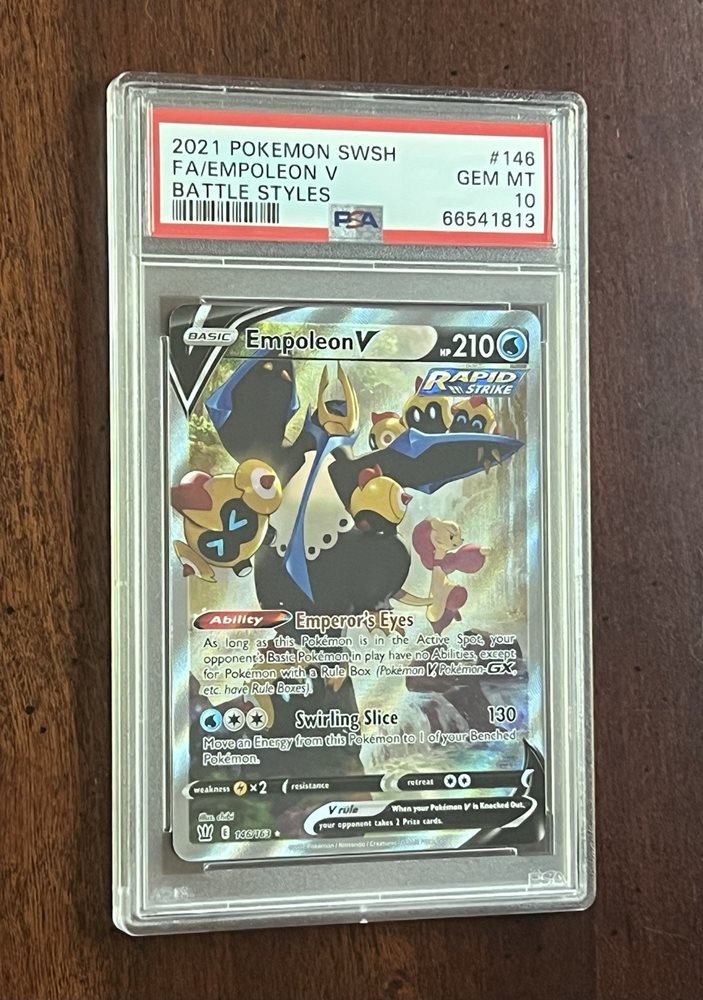 2021 POKEMON SWSH #146
FA/EMPOLEON V GEM MT
BATTLE STYLES 10
PSA 66541813
BASIC Empoleon V HP 210
RAPID STRIKE
Ability Emperor's Eyes
As long as this Pokémon is in the Active Spot, your
opponent's Basic Pokémon in play have no Abilities, except
for Pokémon with a Rule Box (Pokémon V, Pokémon-GX,
etc. have Rule Boxes).
Swirling Slice 130
Move an Energy from this Pokémon to 1 of your Benched
Pokémon.
weakness ×2 resistance retreat
V rule When your Pokémon V is Knocked Out,
your opponent takes 2 Prize cards.
illus. chibi
E 146/163
Pokémon / Nintendo / Creatures
PSA